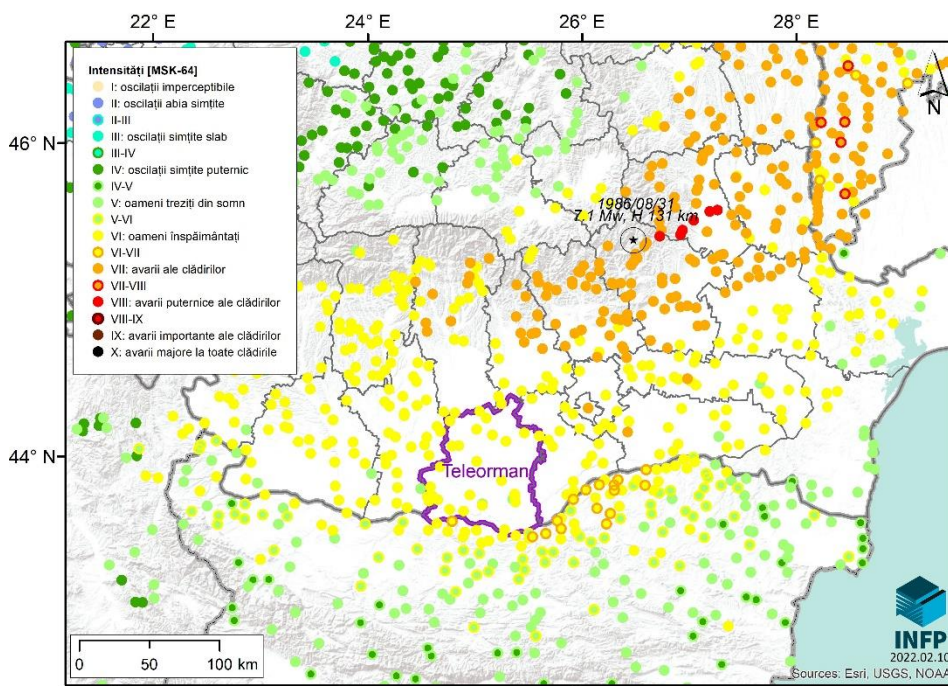 22° E
24° E
26° E
28° E
46° N
44° N
Intensități [MSK-64]
I: oscilații imperceptibile
II: oscilații abia simțite
II-III
III: oscilații simțite slab
III-IV
IV: oscilații simțite puternic
IV-V
V: oameni treziți din somn
V-VI
VI: oameni înspăimântați
VI-VII
VII: avarii ale clădirilor
VII-VIII
VIII: avarii puternice ale clădirilor
VIII-IX
IX: avarii importante ale clădirilor
X: avarii majore la toate clădirile
N
1986/08/31
7.1 Mw, H 131 km
Teleorman
0 50 100 km
INFP
2022.02.10
Sources: Esri, USGS, NOAA